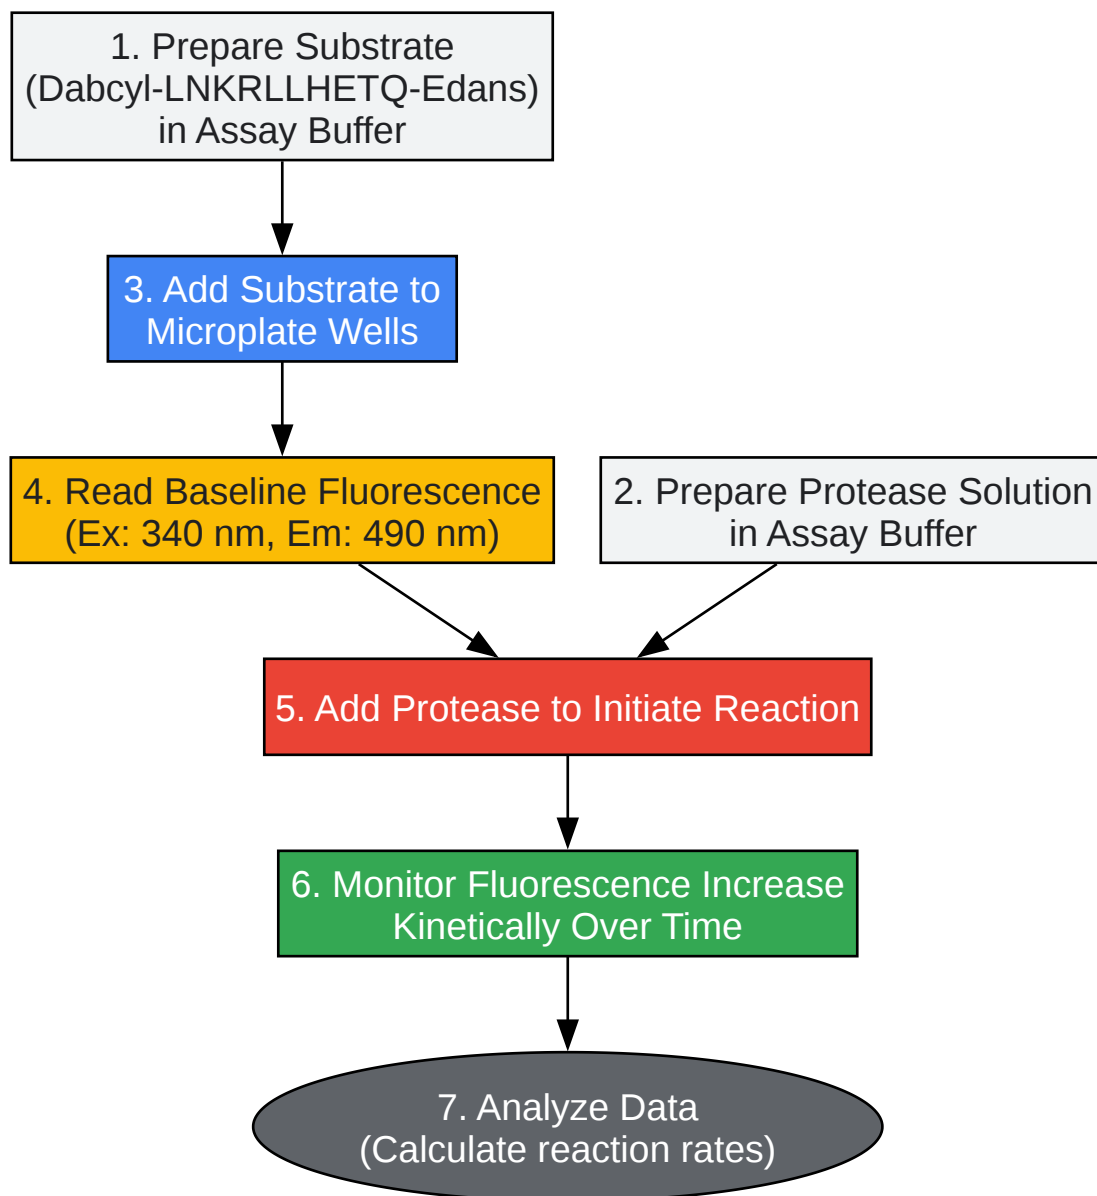 1. Prepare Substrate
(Dabcyl-LNKRLLHETQ-Edans)
in Assay Buffer
3. Add Substrate to
Microplate Wells
4. Read Baseline Fluorescence
(Ex: 340 nm, Em: 490 nm)
2. Prepare Protease Solution
in Assay Buffer
5. Add Protease to Initiate Reaction
6. Monitor Fluorescence Increase
Kinetically Over Time
7. Analyze Data
(Calculate reaction rates)